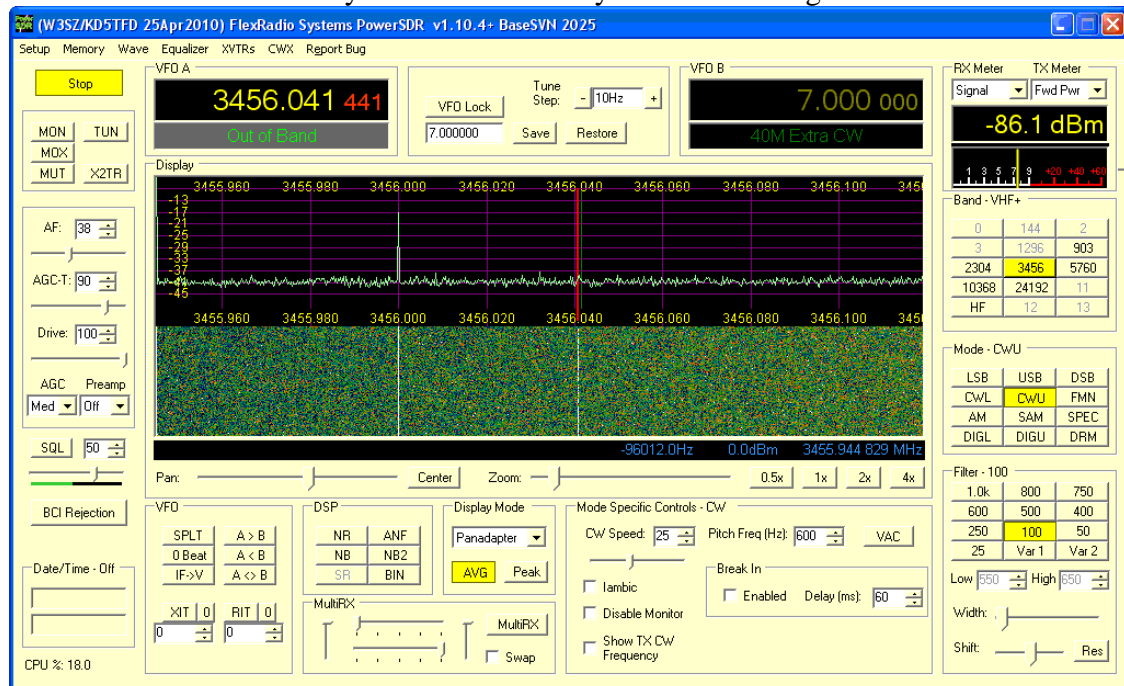 (W3SZ/KD5TFD 25Apr2010) FlexRadio Systems PowerSDR v1.10.4+ BaseSVN 2025
Setup Memory Wave Equalizer XVTRs CWX Report Bug
Stop
MON TUN
MOX
MUT X2TR
AF: 38
AGC-T: 90
Drive: 100
AGC Preamp
Med Off
SQL 50
BCI Rejection
Date/Time - Off
CPU %: 18.0
VFO A
3456.041 441
Out of Band
VFO Lock
Tune
Step: - 10Hz +
7.000000 Save Restore
VFO B
7.000 000
40M Extra CW
Display
3455.960 3455.980 3456.000 3456.020 3456.040 3456.060 3456.080 3456.100 345
-13
-17
-21
-25
-29
-33
-37
-45
3455.960 3455.980 3456.000 3456.020 3456.040 3456.060 3456.080 3456.100
-96012.0Hz 0.0dBm 3455.944 829 MHz
Pan: Center Zoom: 0.5x 1x 2x 4x
VFO
SPLT A > B
0 Beat A < B
IF->V A <> B
XIT 0 RIT 0
0 0
DSP
NR ANF
NB NB2
SR BIN
Display Mode
Panadapter
AVG Peak
MultiRX
MultiRX
Swap
Mode Specific Controls - CW
CW Speed: 25 Pitch Freq (Hz): 600 VAC
Iambic
Disable Monitor
Show TX CW
Frequency
Break In
Enabled Delay (ms): 60
RX Meter TX Meter
Signal Fwd Pwr
-86.1 dBm
1 3 5 7 9 +20 +40 +60
Band - VHF+
0 144 2
3 1296 903
2304 3456 5760
10368 24192 11
HF 12 13
Mode - CWU
LSB USB DSB
CWL CWU FMN
AM SAM SPEC
DIGL DIGU DRM
Filter - 100
1.0k 800 750
600 500 400
250 100 50
25 Var 1 Var 2
Low 550 High 650
Width:
Shift: Res